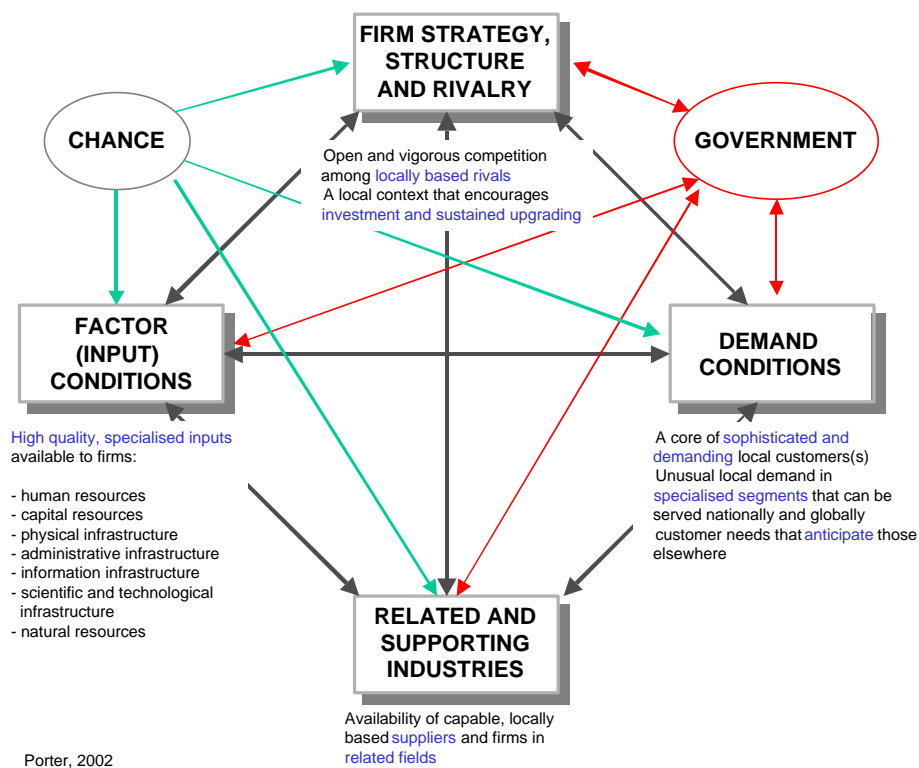 FIRM STRATEGY,
STRUCTURE
AND RIVALRY
CHANCE
GOVERNMENT
Open and vigorous competition
among locally based rivals
A local context that encourages
investment and sustained upgrading
FACTOR
(INPUT)
CONDITIONS
DEMAND
CONDITIONS
High quality, specialised inputs
available to firms:
- human resources
- capital resources
- physical infrastructure
- administrative infrastructure
- information infrastructure
- scientific and technological
infrastructure
- natural resources
A core of sophisticated and
demanding local customers(s)
Unusual local demand in
specialised segments that can be
served nationally and globally
customer needs that anticipate those
elsewhere
RELATED AND
SUPPORTING
INDUSTRIES
Availability of capable, locally
based suppliers and firms in
related fields
Porter, 2002